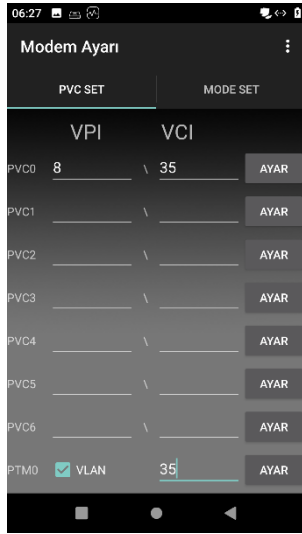 06:27
Modem Ayarı
PVC SET MODE SET
VPI VCI
PVC0 8 \ 35 AYAR
PVC1 \ AYAR
PVC2 \ AYAR
PVC3 \ AYAR
PVC4 \ AYAR
PVC5 \ AYAR
PVC6 \ AYAR
PTM0 VLAN 35 AYAR